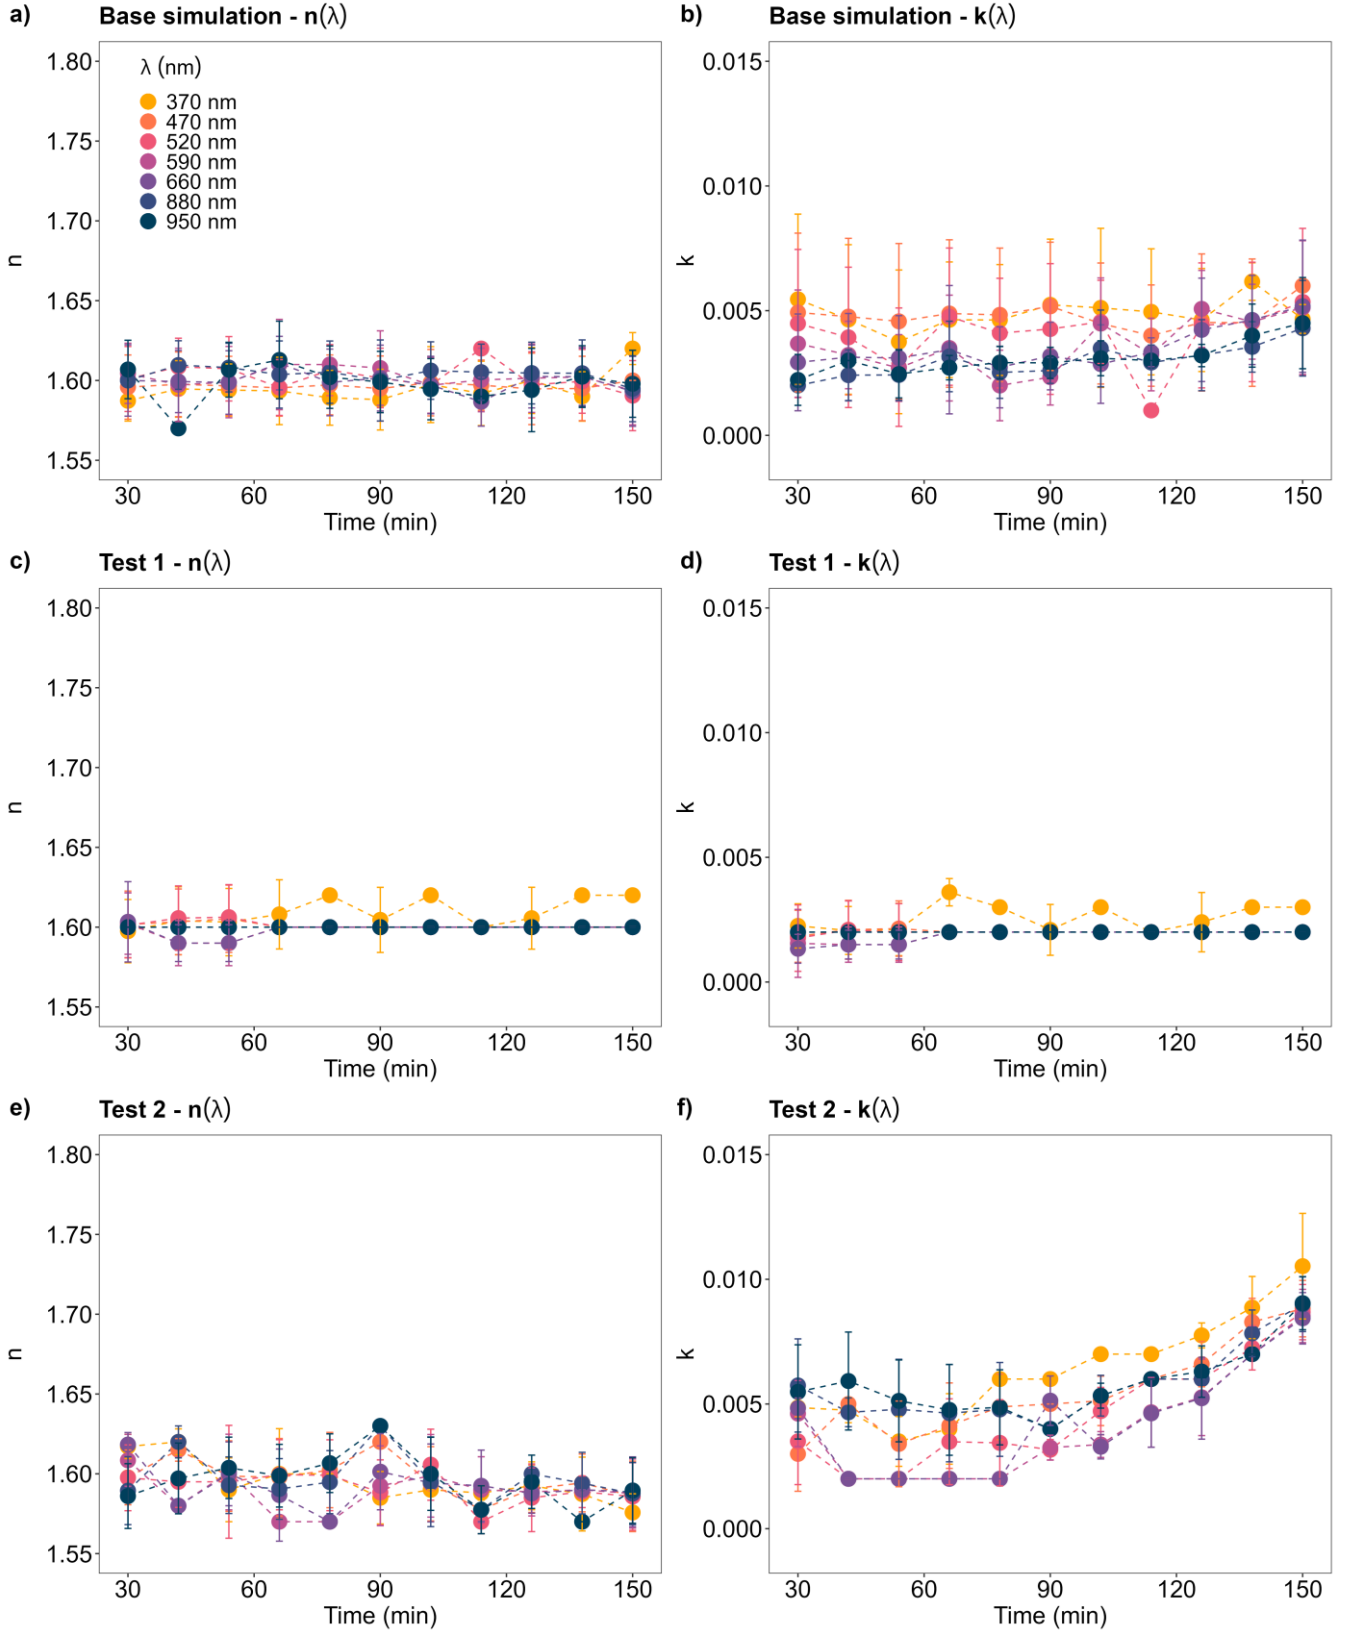 a) Base simulation - n(λ)
1.80
1.75
1.70
1.65
1.60
1.55
n
λ (nm)
370 nm
470 nm
520 nm
590 nm
660 nm
880 nm
950 nm
30 60 90 120 150
Time (min)
b) Base simulation - k(λ)
0.015
0.010
0.005
0.000
k
30 60 90 120 150
Time (min)
c) Test 1 - n(λ)
1.80
1.75
1.70
1.65
1.60
1.55
n
30 60 90 120 150
Time (min)
d) Test 1 - k(λ)
0.015
0.010
0.005
0.000
k
30 60 90 120 150
Time (min)
e) Test 2 - n(λ)
1.80
1.75
1.70
1.65
1.60
1.55
n
30 60 90 120 150
Time (min)
f) Test 2 - k(λ)
0.015
0.010
0.005
0.000
k
30 60 90 120 150
Time (min)